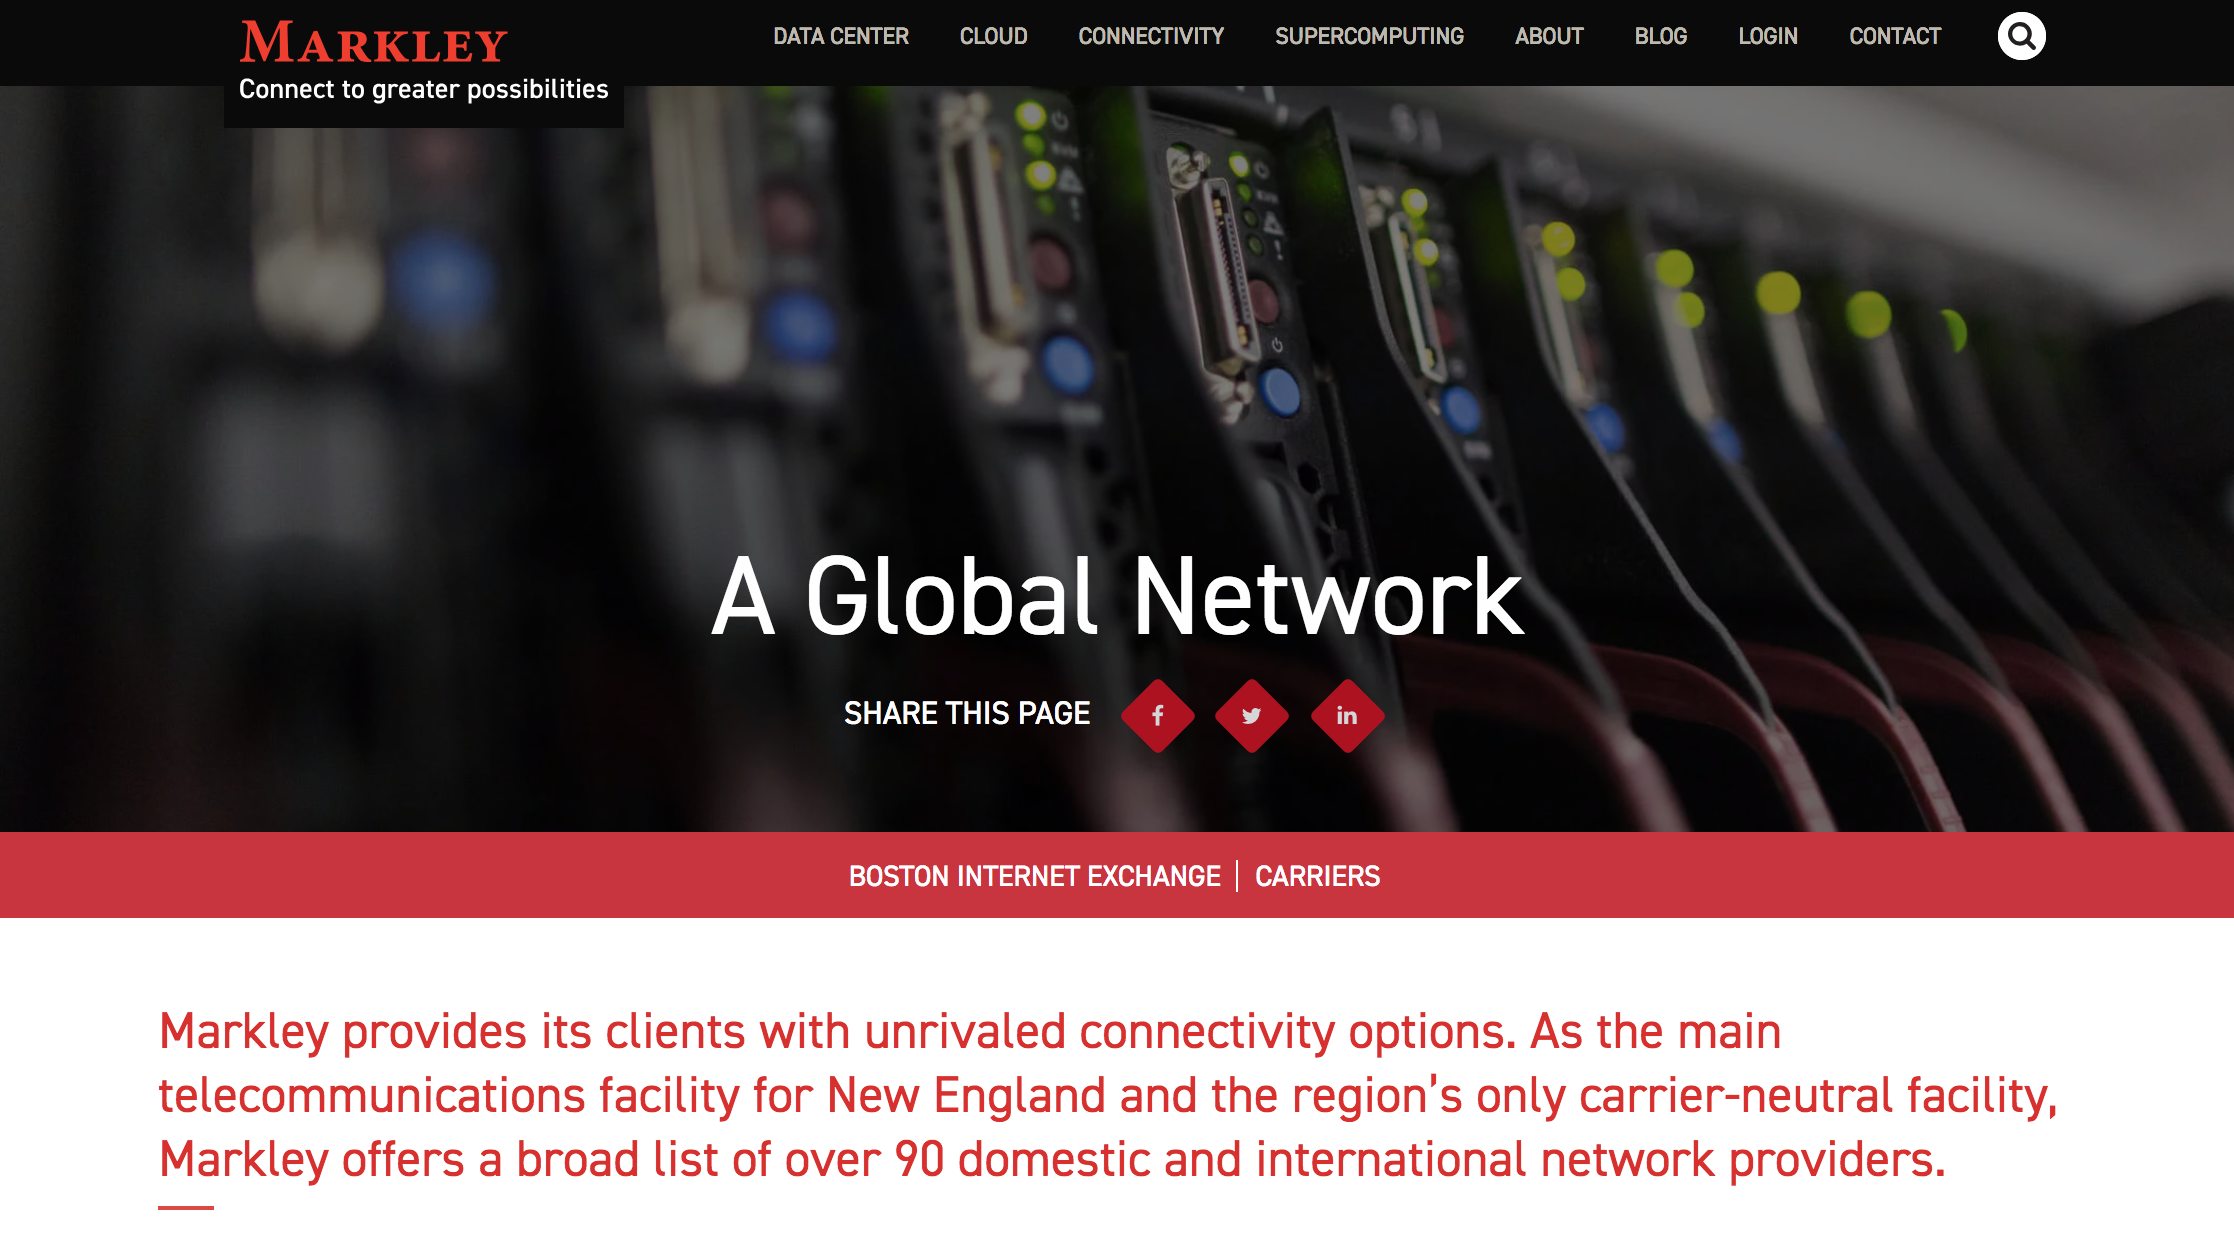 MARKLEY
Connect to greater possibilities
DATA CENTER
CLOUD
CONNECTIVITY
SUPERCOMPUTING
ABOUT
BLOG
LOGIN
CONTACT
A Global Network
SHARE THIS PAGE
BOSTON INTERNET EXCHANGE | CARRIERS
Markley provides its clients with unrivaled connectivity options. As the main
telecommunications facility for New England and the region’s only carrier-neutral facility,
Markley offers a broad list of over 90 domestic and international network providers.